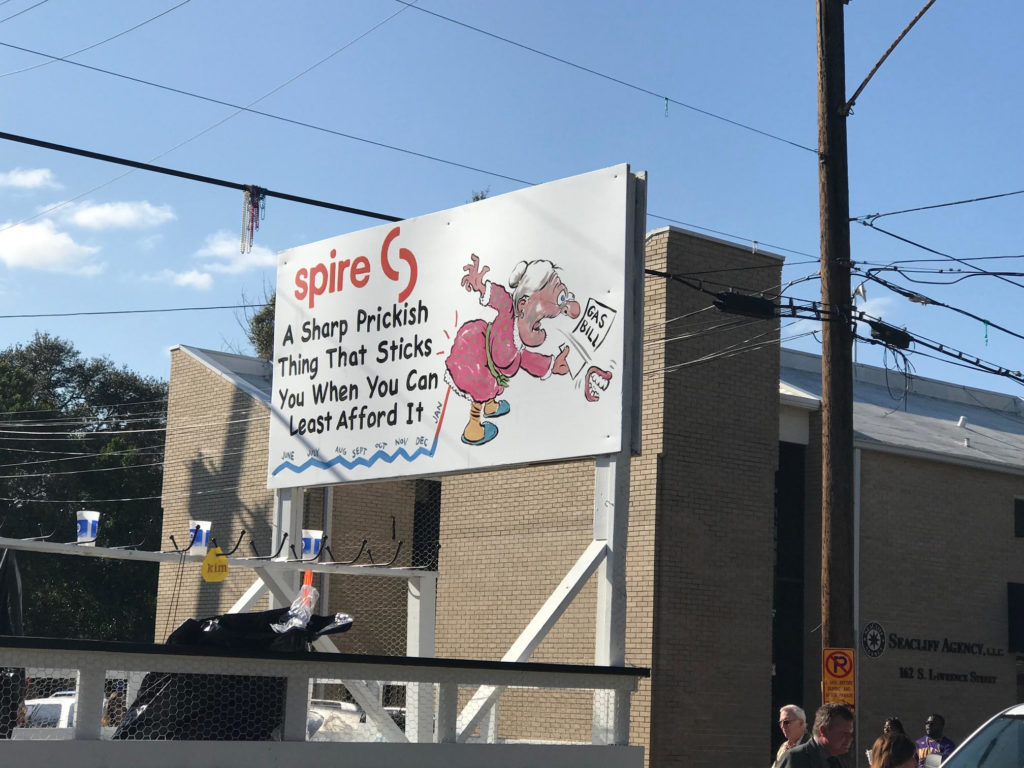 spire
A Sharp Prickish
Thing That Sticks
You When You Can
Least Afford It
GAS
BILL
JUNE JULY AUG SEPT OCT NOV DEC JAN
kim
SEACLIFF AGENCY, L.L.C.
162 S. LAWRENCE STREET